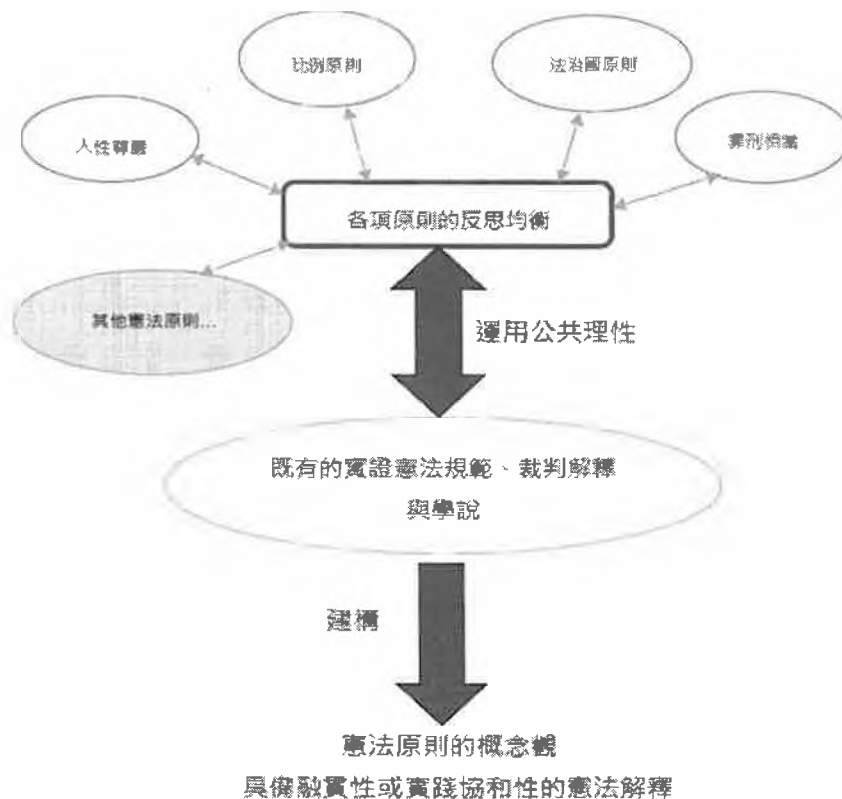 比例原則
法治國原則
人性尊嚴
各項原則的反思均衡
其他憲法原則...
運用公共理性
既有的實證憲法規範、裁判解釋
與學說
建構
憲法原則的概念觀
具備融貫性或實踐協和性的憲法解釋